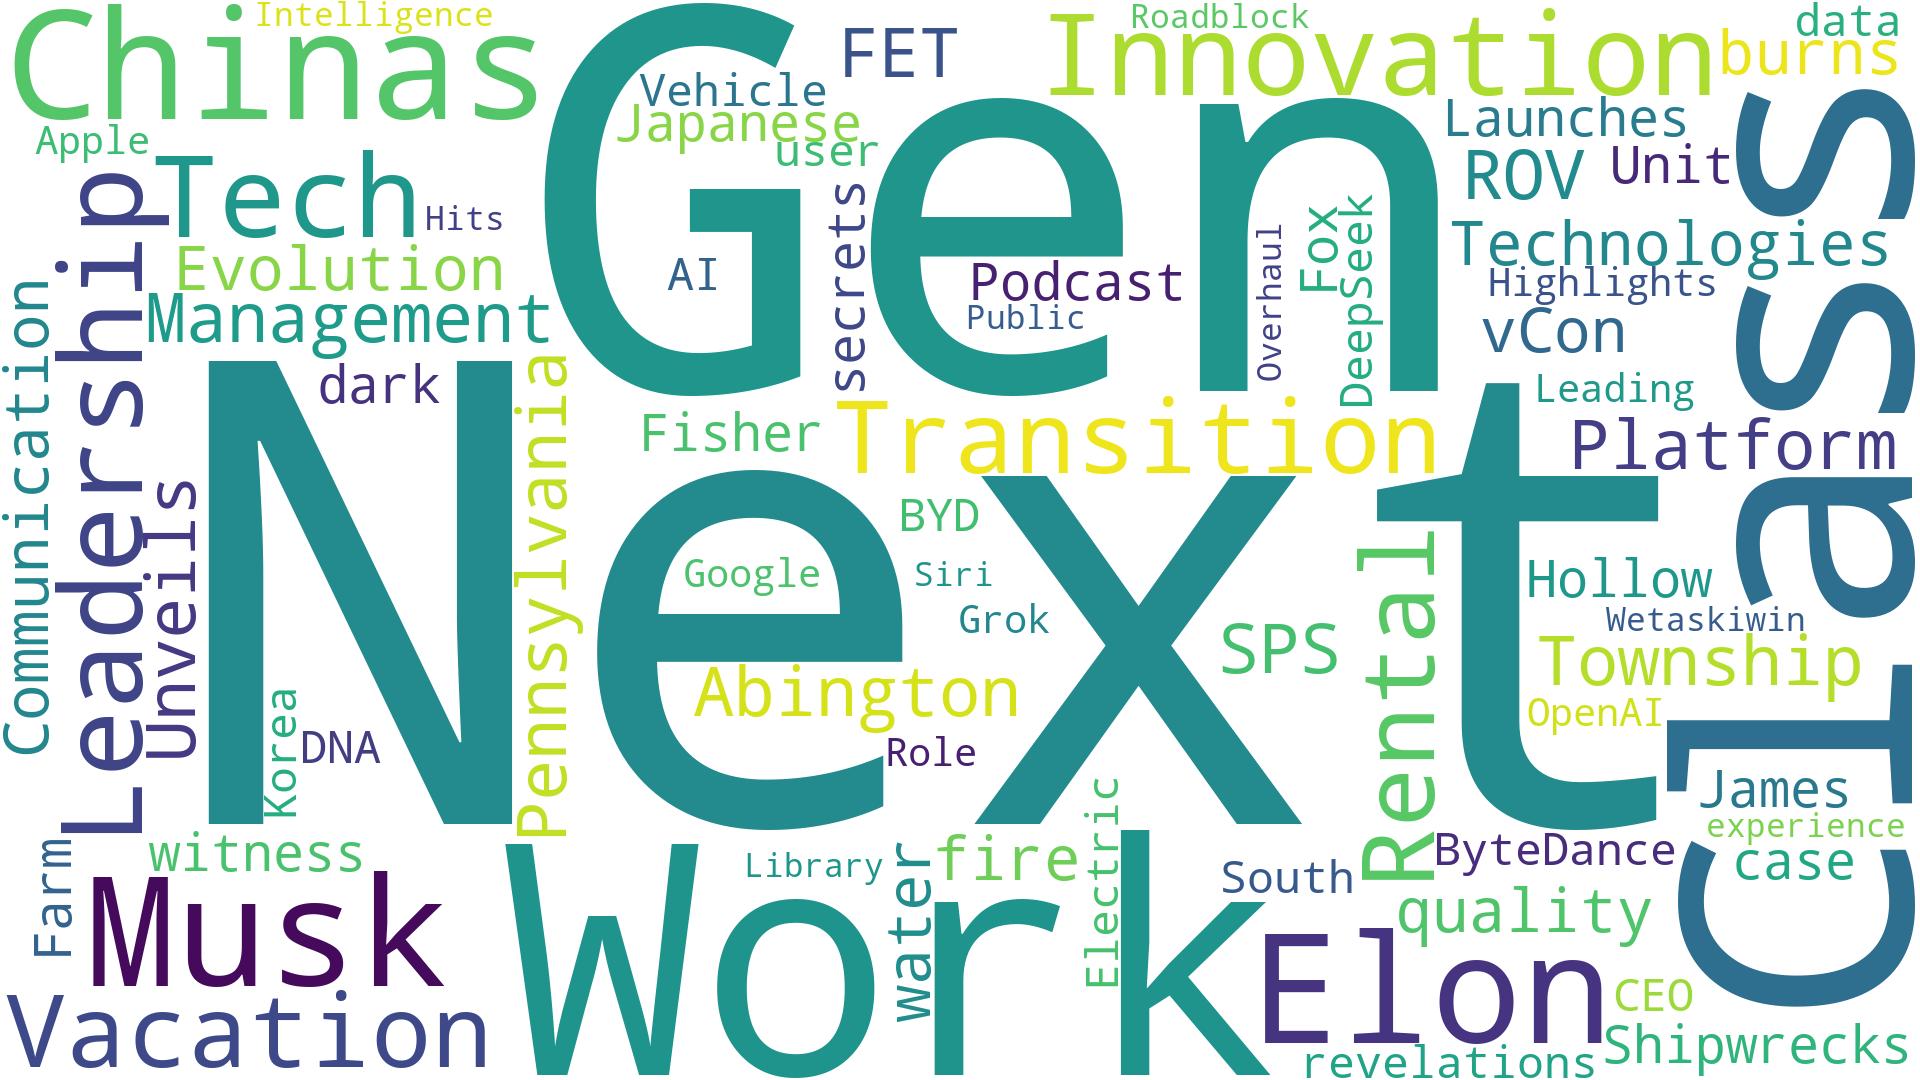 Chinas
Intelligence
Gen
FET
Innovation
Roadblock
data
burns
Apple
Tech
Hits
Vehicle
Japanese
user
Launches
ROV
Unit
Class
Leadership
Evolution
Management
AI
secrets
Podcast
Public
Overhaul
Fox
DeepSeek
Technologies
Highlights
vCon
Communication
Unveils
dark
Next
Pennsylvania
Fisher
Transition
Leading
Platform
BYD
Google
Siri
Grok
SPS
Rental
Hollow
Wetaskiwin
Township
OpenAI
Abington
Role
Korea
DNA
James
experience
case
Farm
witness
Musk
Vacation
Work
Library
water
fire
Electric
South
ByteDance
quality
Elon
CEO
revelations
Shipwrecks